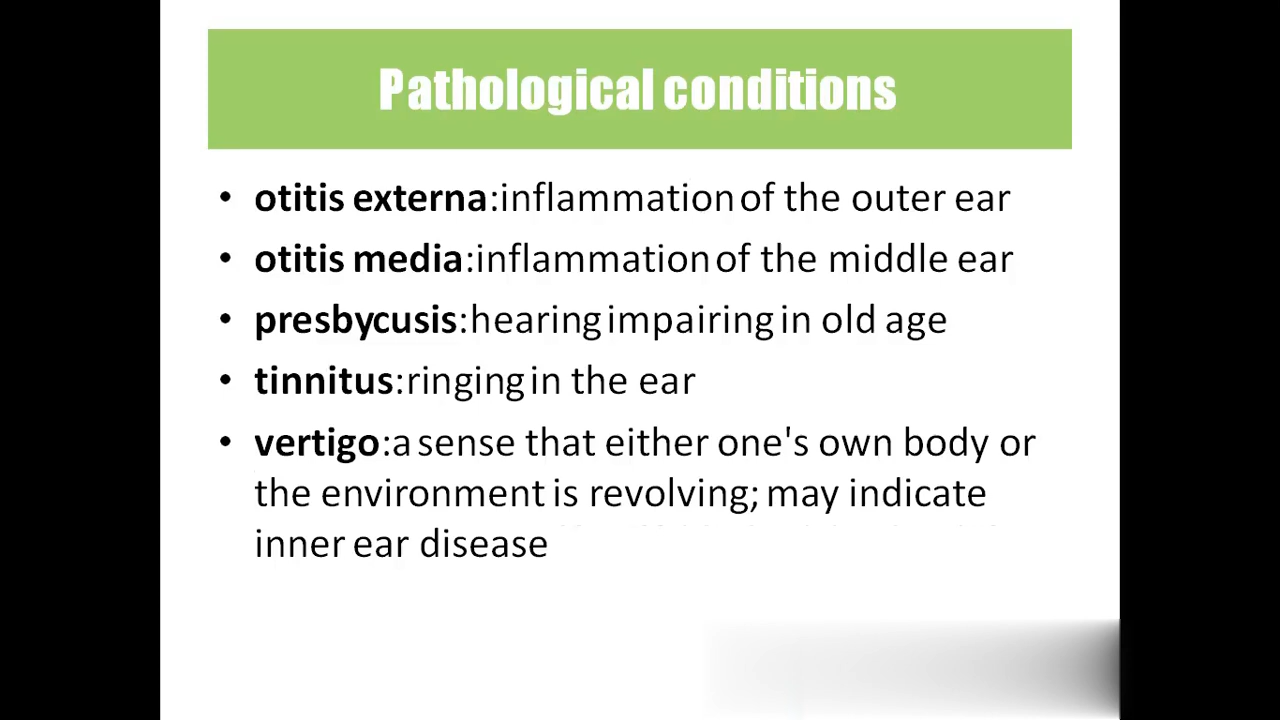 Pathological conditions
• otitis externa:inflammation of the outer ear
• otitis media:inflammation of the middle ear
• presbycusis:hearing impairing in old age
• tinnitus:ringing in the ear
• vertigo:a sense that either one's own body or
the environment is revolving; may indicate
inner ear disease